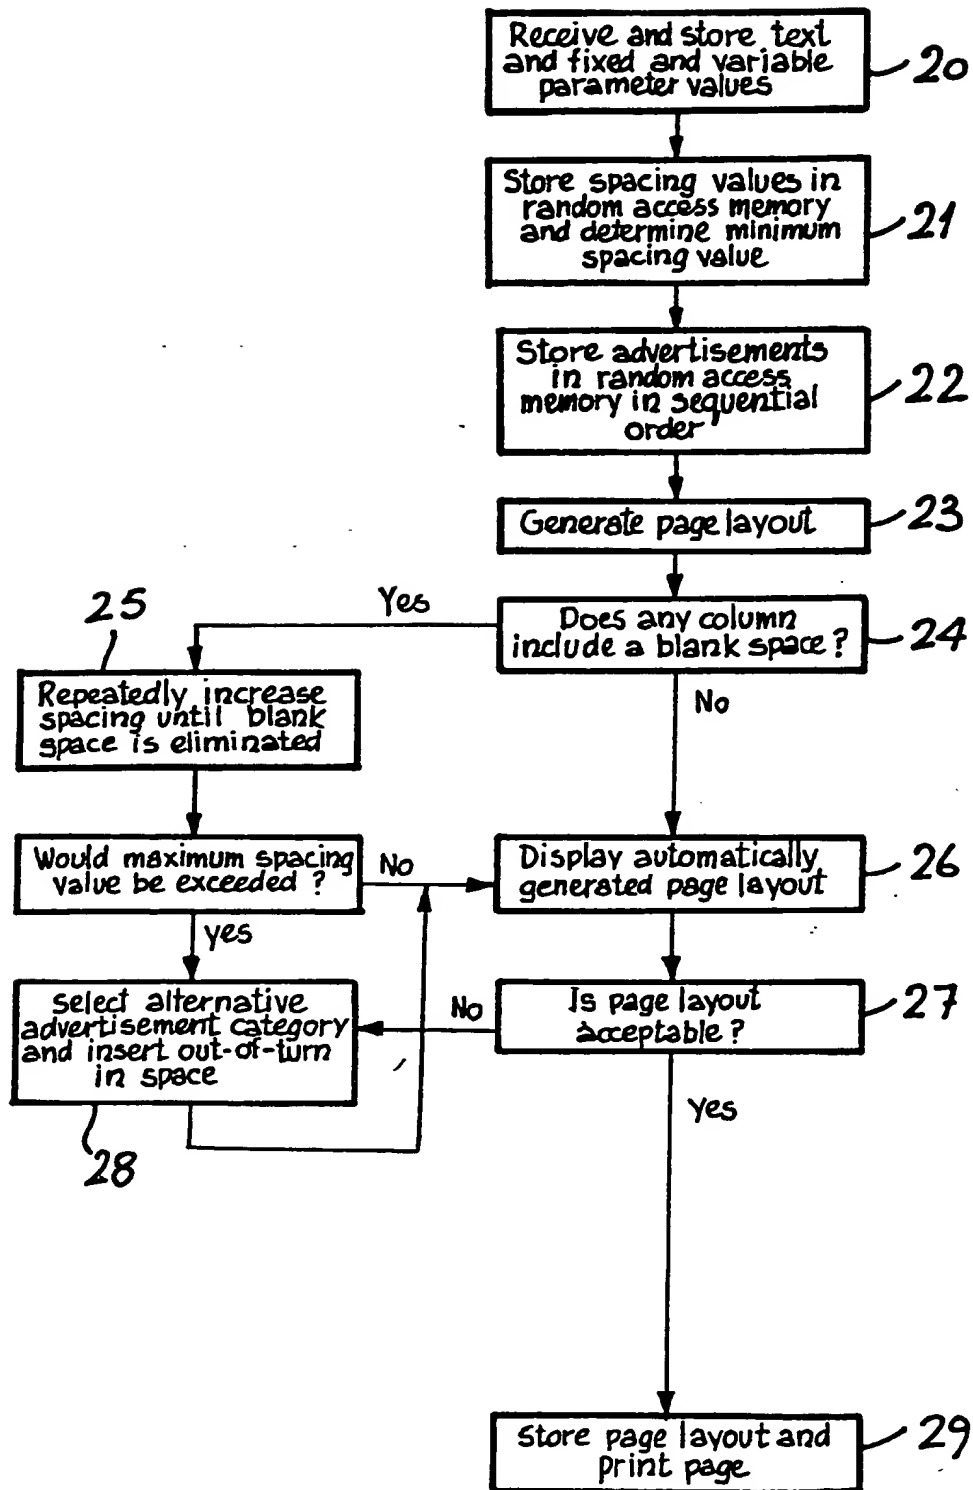 Receive and store text
and fixed and variable
parameter values
20
Store spacing values in
random access memory
and determine minimum
spacing value
21
Store advertisements
in random access
memory in sequential
order
22
Generate page layout
23
Does any column
include a blank space?
24
Yes
No
25
Repeatedly increase
spacing until blank
space is eliminated
Would maximum spacing
value be exceeded?
No
yes
Display automatically
generated page layout
26
Is page layout
acceptable?
27
No
yes
select alternative
advertisement category
and insert out-of-turn
in space
28
Store page layout and
print page
29